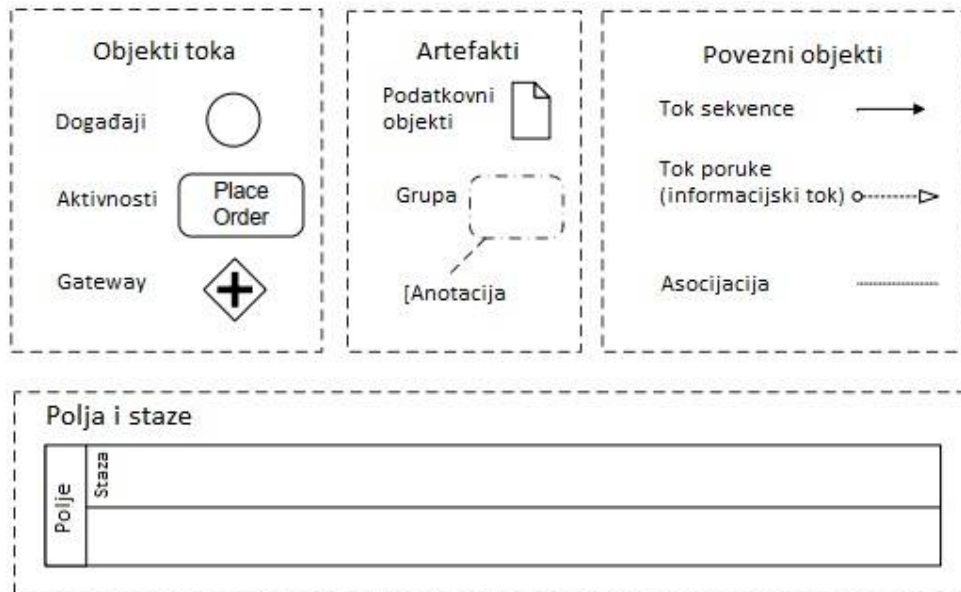 Objekti toka
Događaji
Aktivnosti
Place
Order
Gateway
Artefakti
Podatkovni
objekti
Grupa
[Anotacija
Povezni objekti
Tok sekvence
Tok poruke
(informacijski tok)
Asocijacija
Polja i staze
Polje
Staza